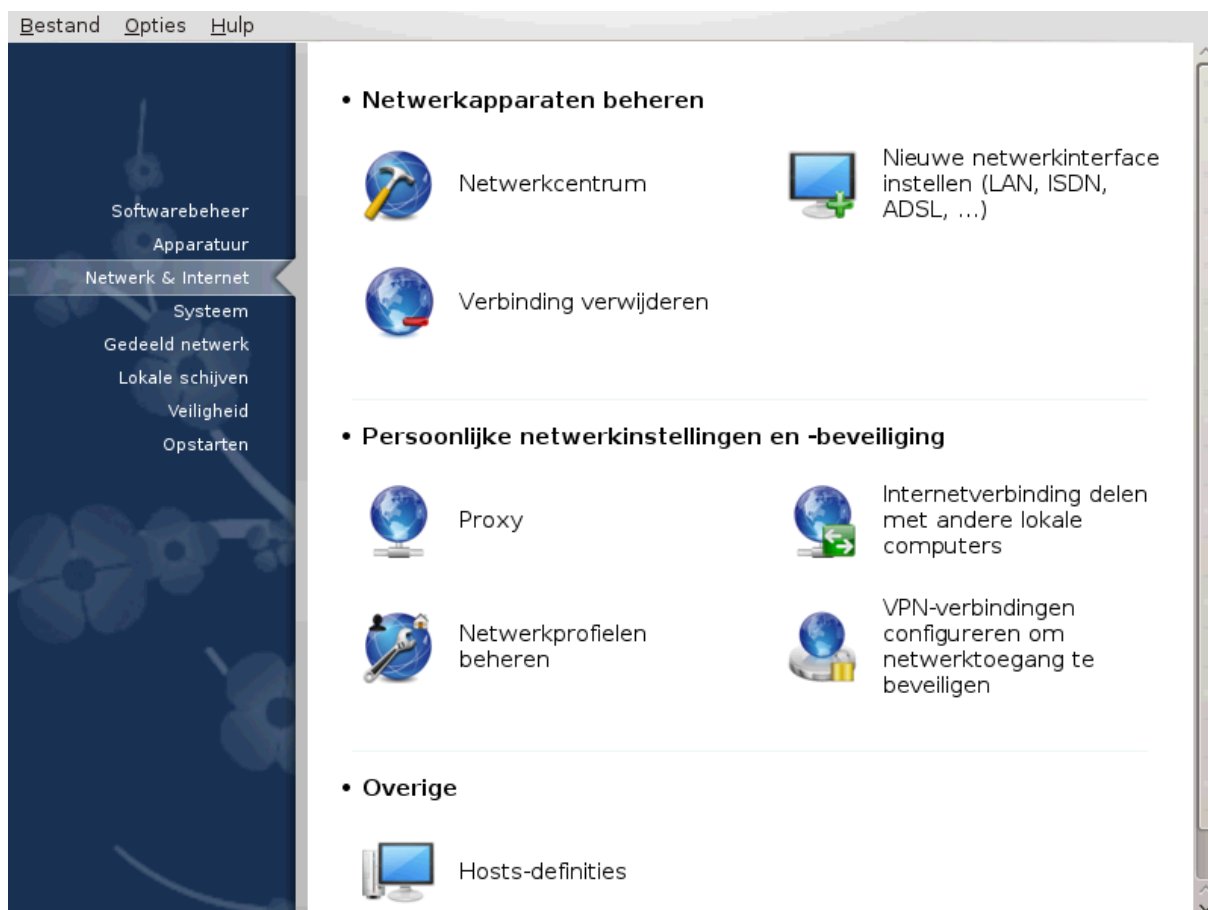 Bestand Opties Hulp
Softwarebeheer
Apparatuur
Netwerk & Internet
Systeem
Gedeeld netwerk
Lokale schijven
Veiligheid
Opstarten
• Netwerkapparaten beheren
Netwerkcentrum
Nieuwe netwerkinterface
instellen (LAN, ISDN,
ADSL, ...)
Verbinding verwijderen
• Persoonlijke netwerkinstellingen en -beveiliging
Proxy
Internetverbinding delen
met andere lokale
computers
Netwerkprofielen
beheren
VPN-verbindingen
configureren om
netwerktoegang te
beveiligen
• Overige
Hosts-definities